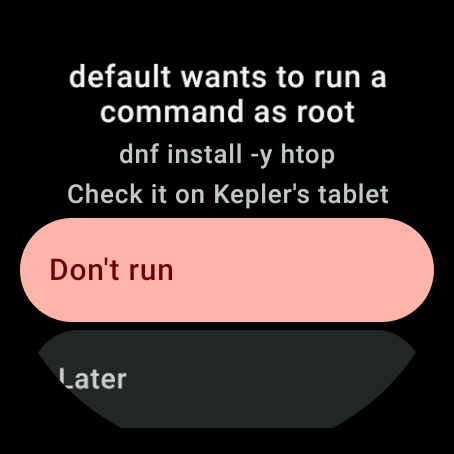 default wants to run a
command as root
dnf install -y htop
Check it on Kepler's tablet
Don't run
Later